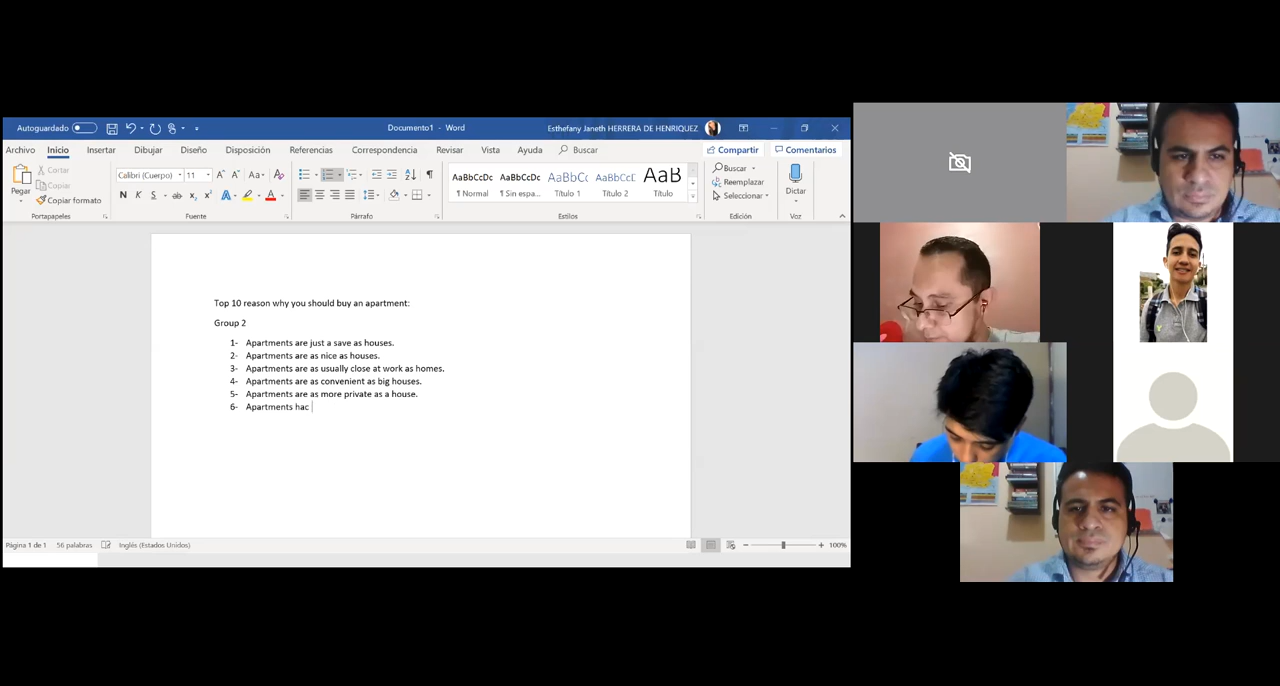 Autoguardado
Documento1 - Word
Esthefany Janeth HERRERA DE HENRIQUEZ
Archivo Inicio Insertar Dibujar Diseño Disposición Referencias Correspondencia Revisar Vista Ayuda Buscar Compartir Comentarios
Pegar
Cortar
Copiar
Copiar formato
Portapapeles
Calibri (Cuerpo) 11
N K S ab x₂ x²
Fuente
Párrafo
AaBbCcDc AaBbCcDc AaBbC AaBbCcC AaBbCcD AaB
¶ Normal ¶ Sin espa... Título 1 Título 2 Título
Estilos
Buscar
Reemplazar
Seleccionar
Edición
Dictar
Voz
Top 10 reason why you should buy an apartment:
Group 2
1- Apartments are just a save as houses.
2- Apartments are as nice as houses.
3- Apartments are as usually close at work as homes.
4- Apartments are as convenient as big houses.
5- Apartments are as more private as a house.
6- Apartments hac
Página 1 de 1 56 palabras Inglés (Estados Unidos) 100%